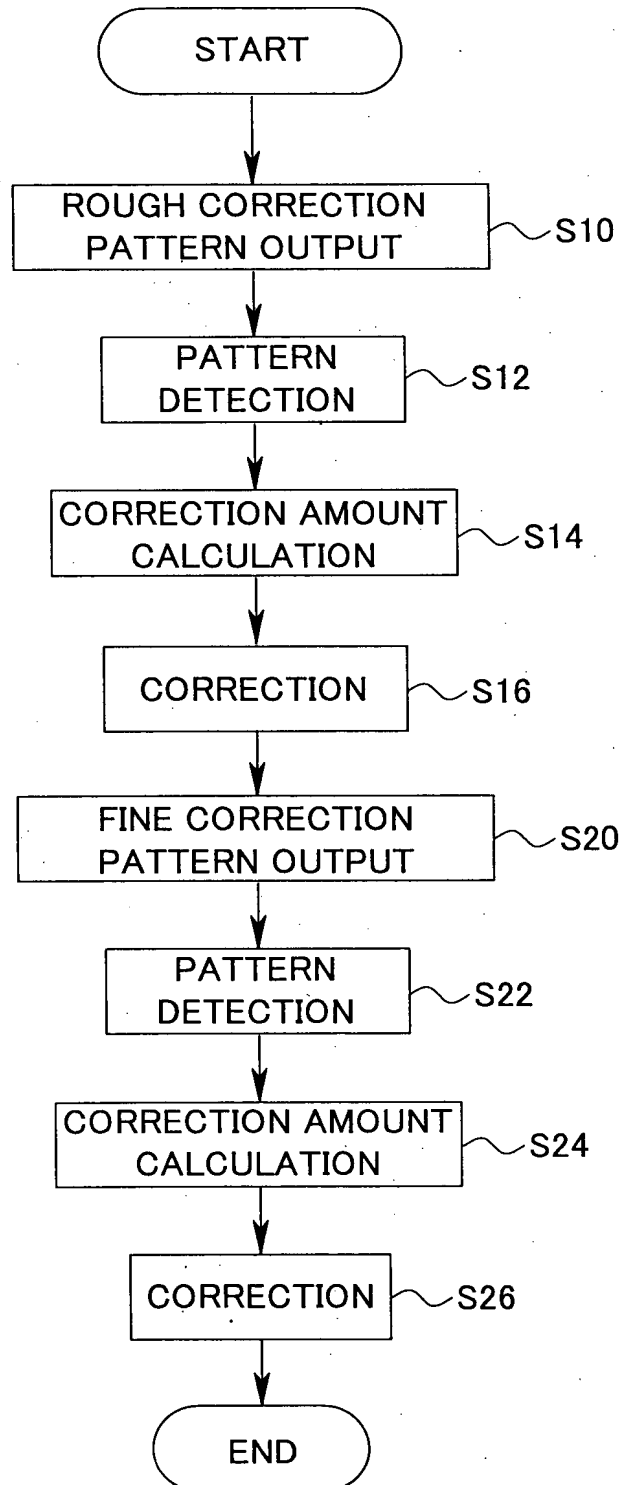 START
ROUGH CORRECTION
PATTERN OUTPUT
S10
PATTERN
DETECTION
S12
CORRECTION AMOUNT
CALCULATION
S14
CORRECTION
S16
FINE CORRECTION
PATTERN OUTPUT
S20
PATTERN
DETECTION
S22
CORRECTION AMOUNT
CALCULATION
S24
CORRECTION
S26
END